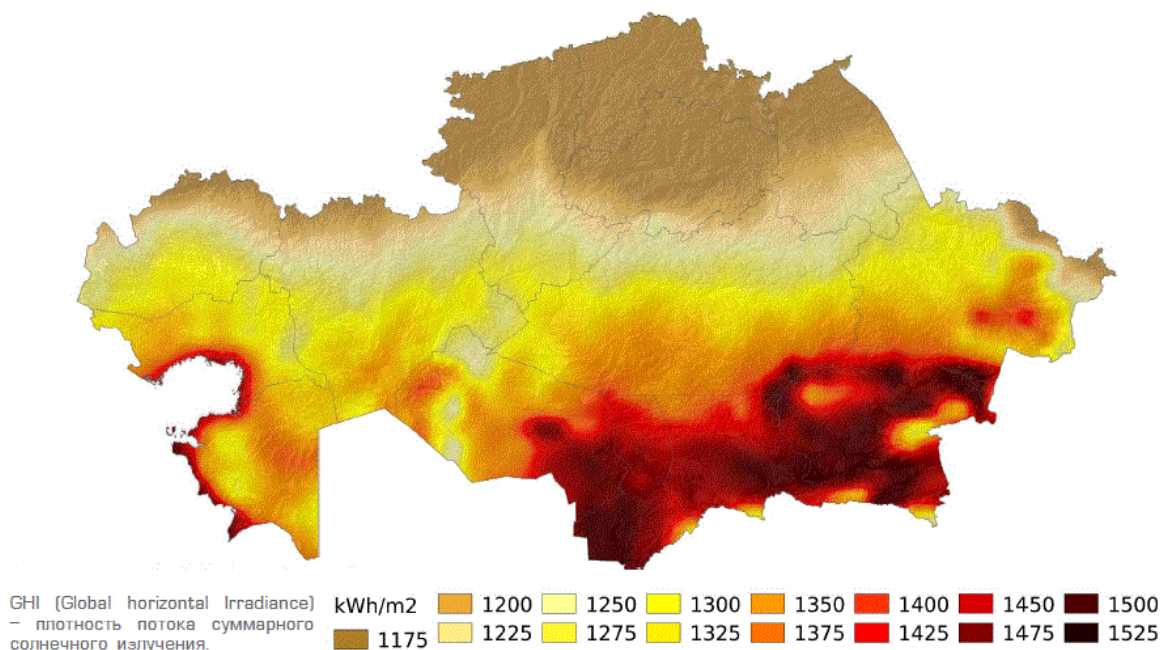 GHI (Global horizontal Irradiance)
– плотность потока суммарного
солнечного излучения.
kWh/m2
1175
1200 1250 1300 1350 1400 1450 1500
1225 1275 1325 1375 1425 1475 1525